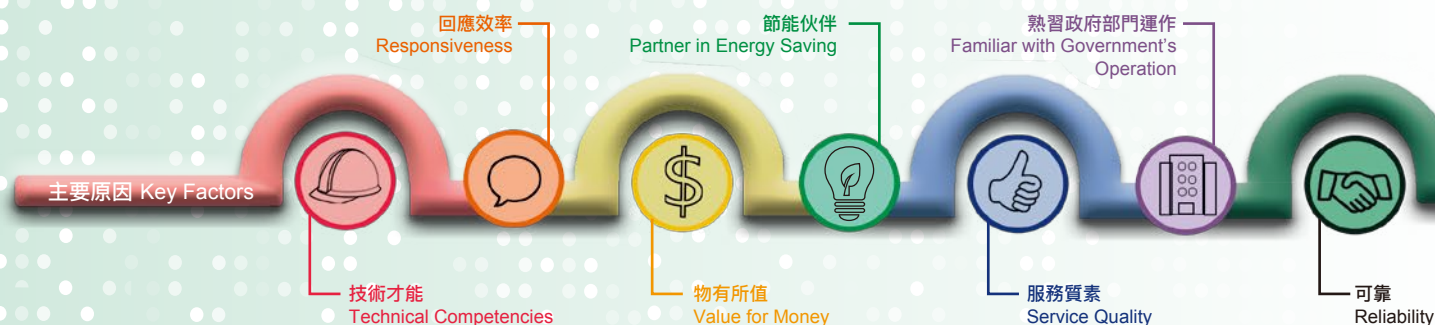 主要原因 Key Factors
技術才能
Technical Competencies
回應效率
Responsiveness
物有所值
Value for Money
節能伙伴
Partner in Energy Saving
服務質素
Service Quality
熟習政府部門運作
Familiar with Government's
Operation
可靠
Reliability